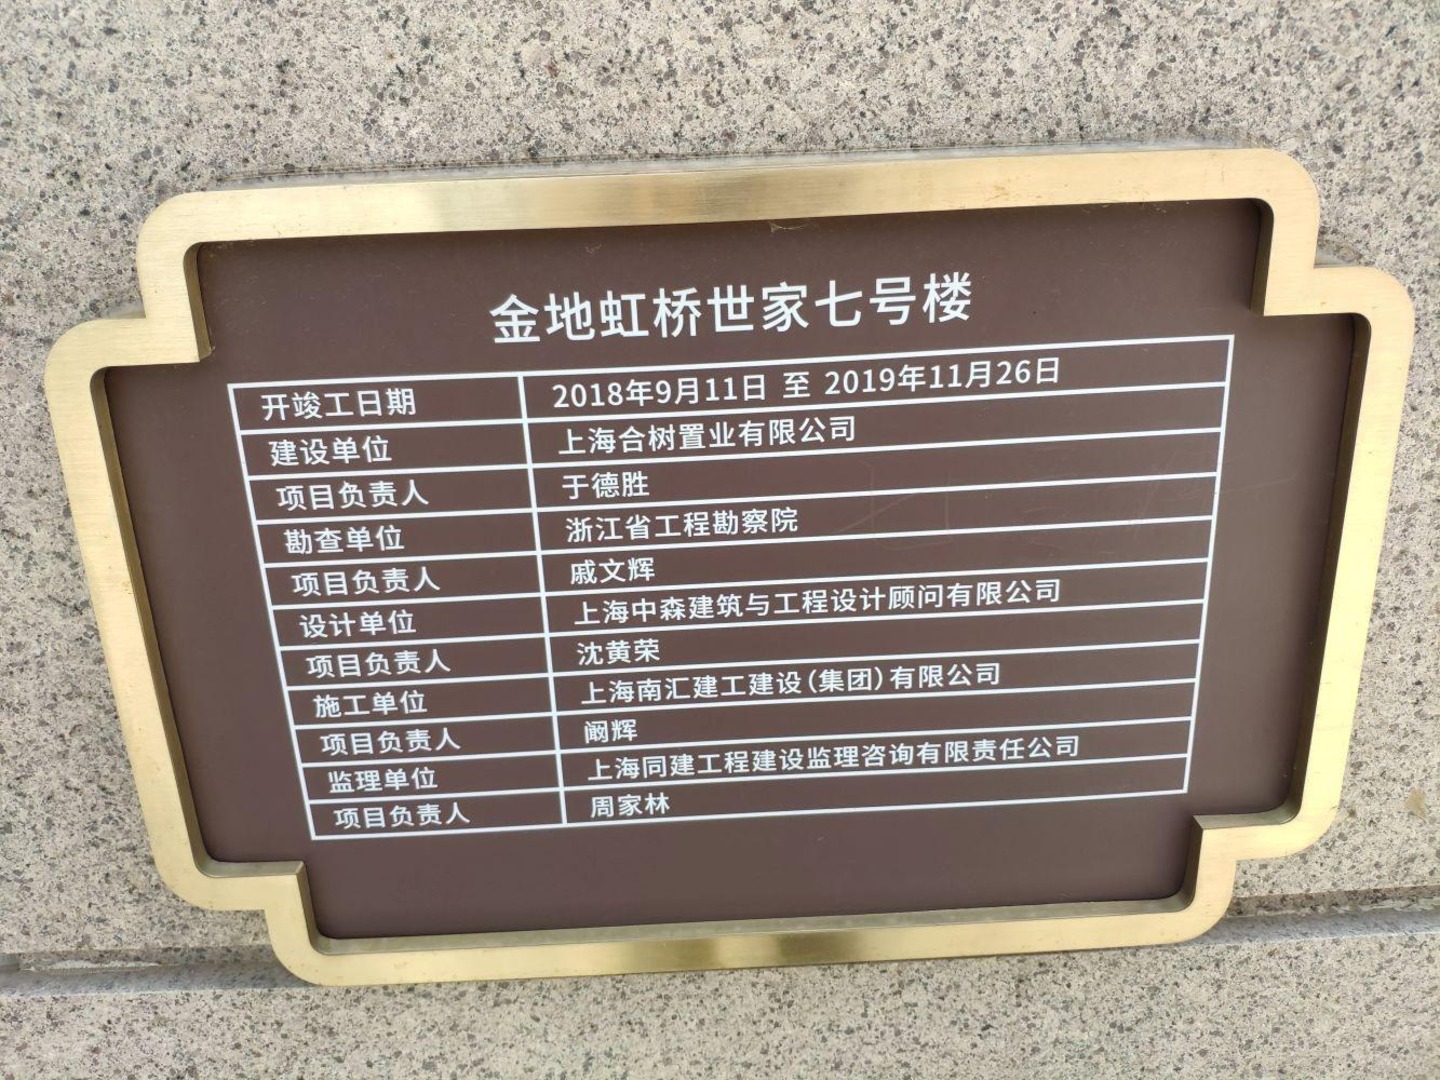 金地虹桥世家七号楼
开竣工日期 2018年9月11日 至 2019年11月26日
建设单位 上海合树置业有限公司
项目负责人 于德胜
勘查单位 浙江省工程勘察院
项目负责人 戚文辉
设计单位 上海中森建筑与工程设计顾问有限公司
项目负责人 沈黄荣
施工单位 上海南汇建工建设(集团)有限公司
项目负责人 阚辉
监理单位 上海同建工程建设监理咨询有限责任公司
项目负责人 周家林